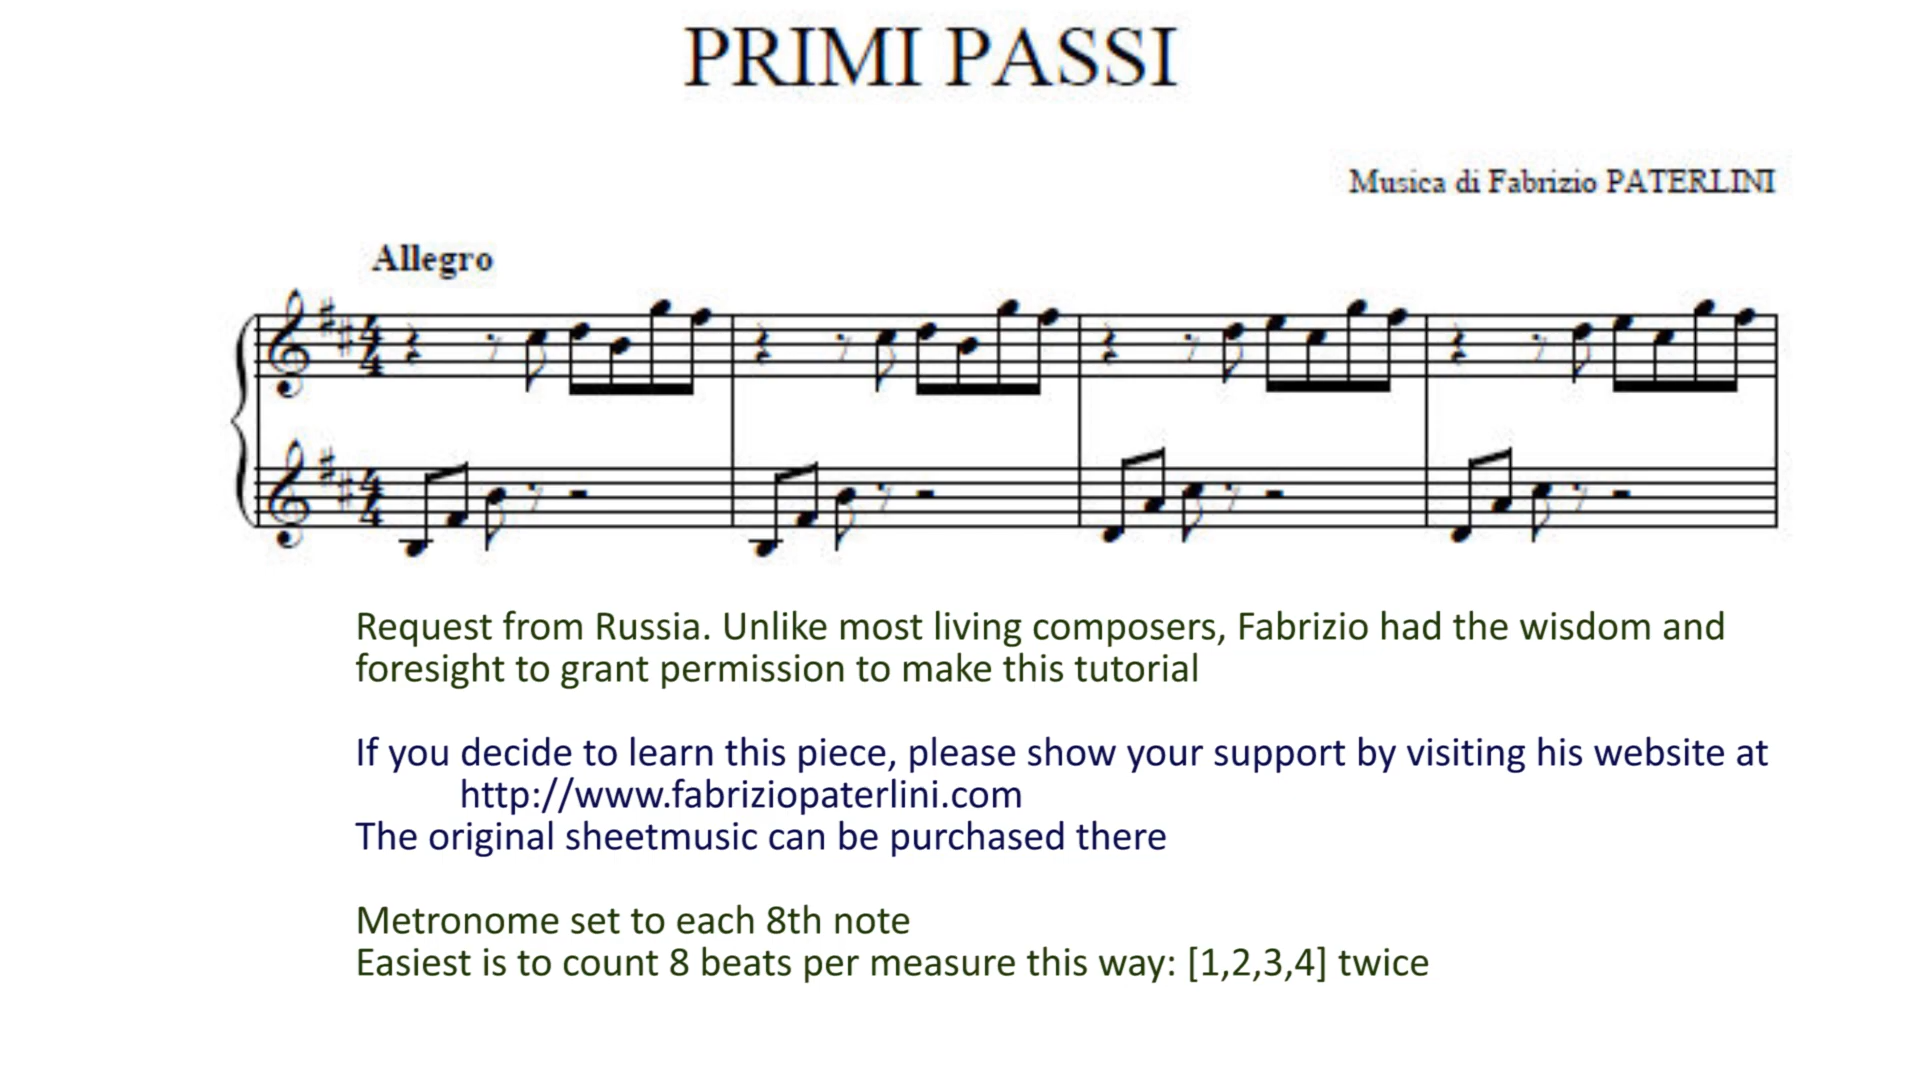 PRIMI PASSI
Musica di Fabrizio PATERLINI
Allegro
Request from Russia. Unlike most living composers, Fabrizio had the wisdom and
foresight to grant permission to make this tutorial
If you decide to learn this piece, please show your support by visiting his website at
http://www.fabriziopaterlini.com
The original sheetmusic can be purchased there
Metronome set to each 8th note
Easiest is to count 8 beats per measure this way: [1,2,3,4] twice